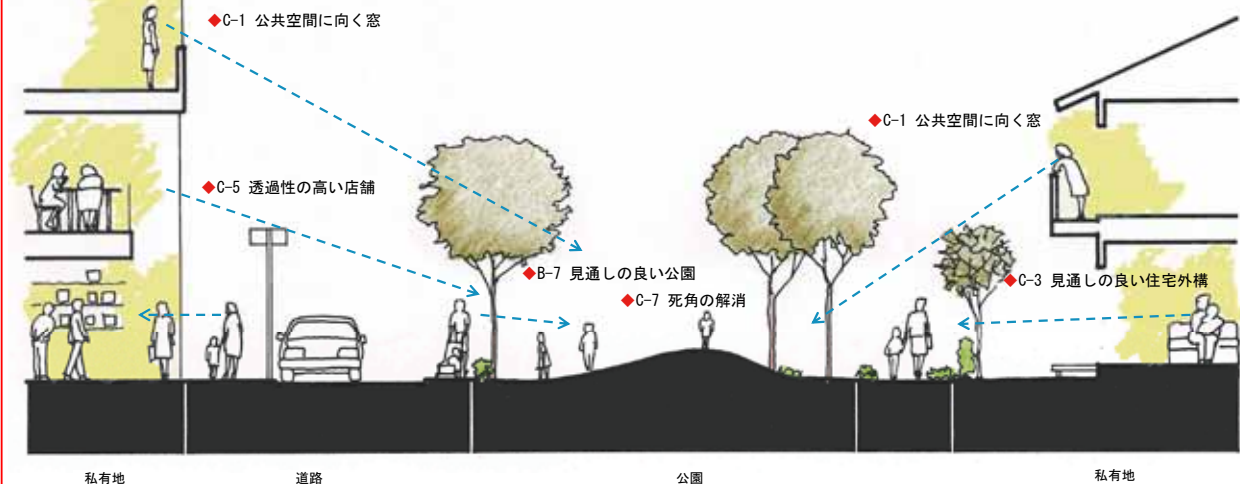 ◆C-1 公共空間に向く窓
◆C-1 公共空間に向く窓
◆C-5 透過性の高い店舗
◆B-7 見通しの良い公園
◆C-3 見通しの良い住宅外構
◆C-7 死角の解消
私有地
道路
公園
私有地